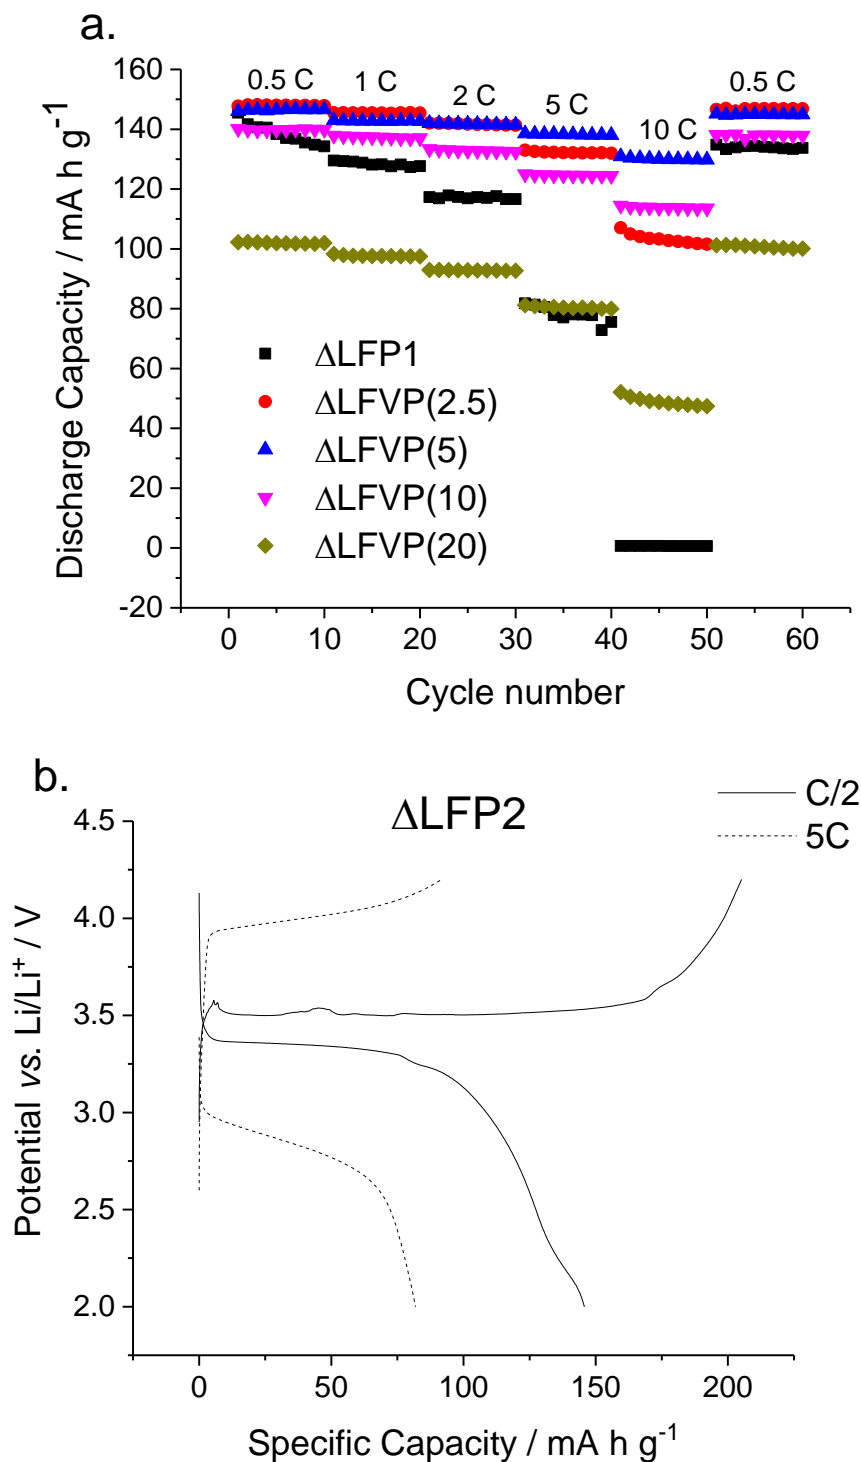 a.
160
140
120
100
80
60
40
20
0
-20
0.5 C
1 C
2 C
5 C
10 C
0.5 C
ΔLFP1
ΔLFVP(2.5)
ΔLFVP(5)
ΔLFVP(10)
ΔLFVP(20)
Discharge Capacity / mA h g⁻¹
0 10 20 30 40 50 60
Cycle number
b.
ΔLFP2
C/2
5C
4.5
4.0
3.5
3.0
2.5
2.0
Potential vs. Li/Li⁺ / V
0 50 100 150 200
Specific Capacity / mA h g⁻¹